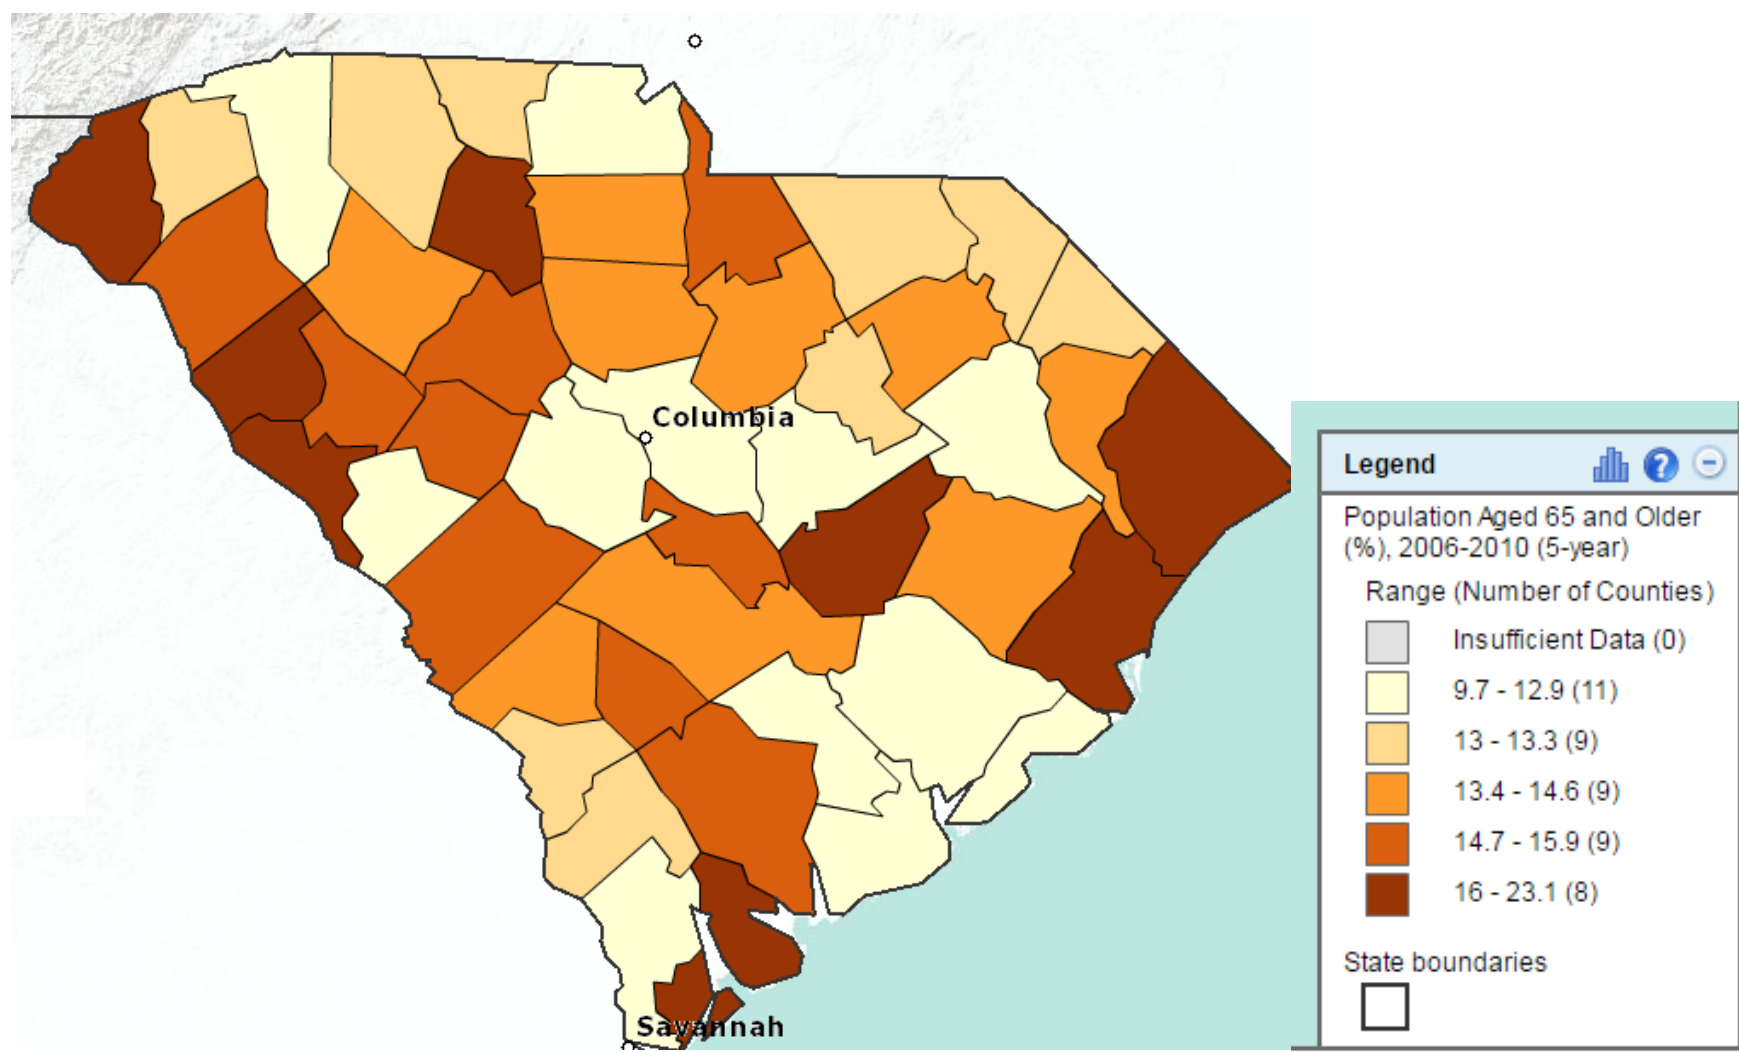 Columbia
Savannah
Legend
?
Population Aged 65 and Older
(%), 2006-2010 (5-year)
Range (Number of Counties)
Insufficient Data (0)
9.7 - 12.9 (11)
13 - 13.3 (9)
13.4 - 14.6 (9)
14.7 - 15.9 (9)
16 - 23.1 (8)
State boundaries